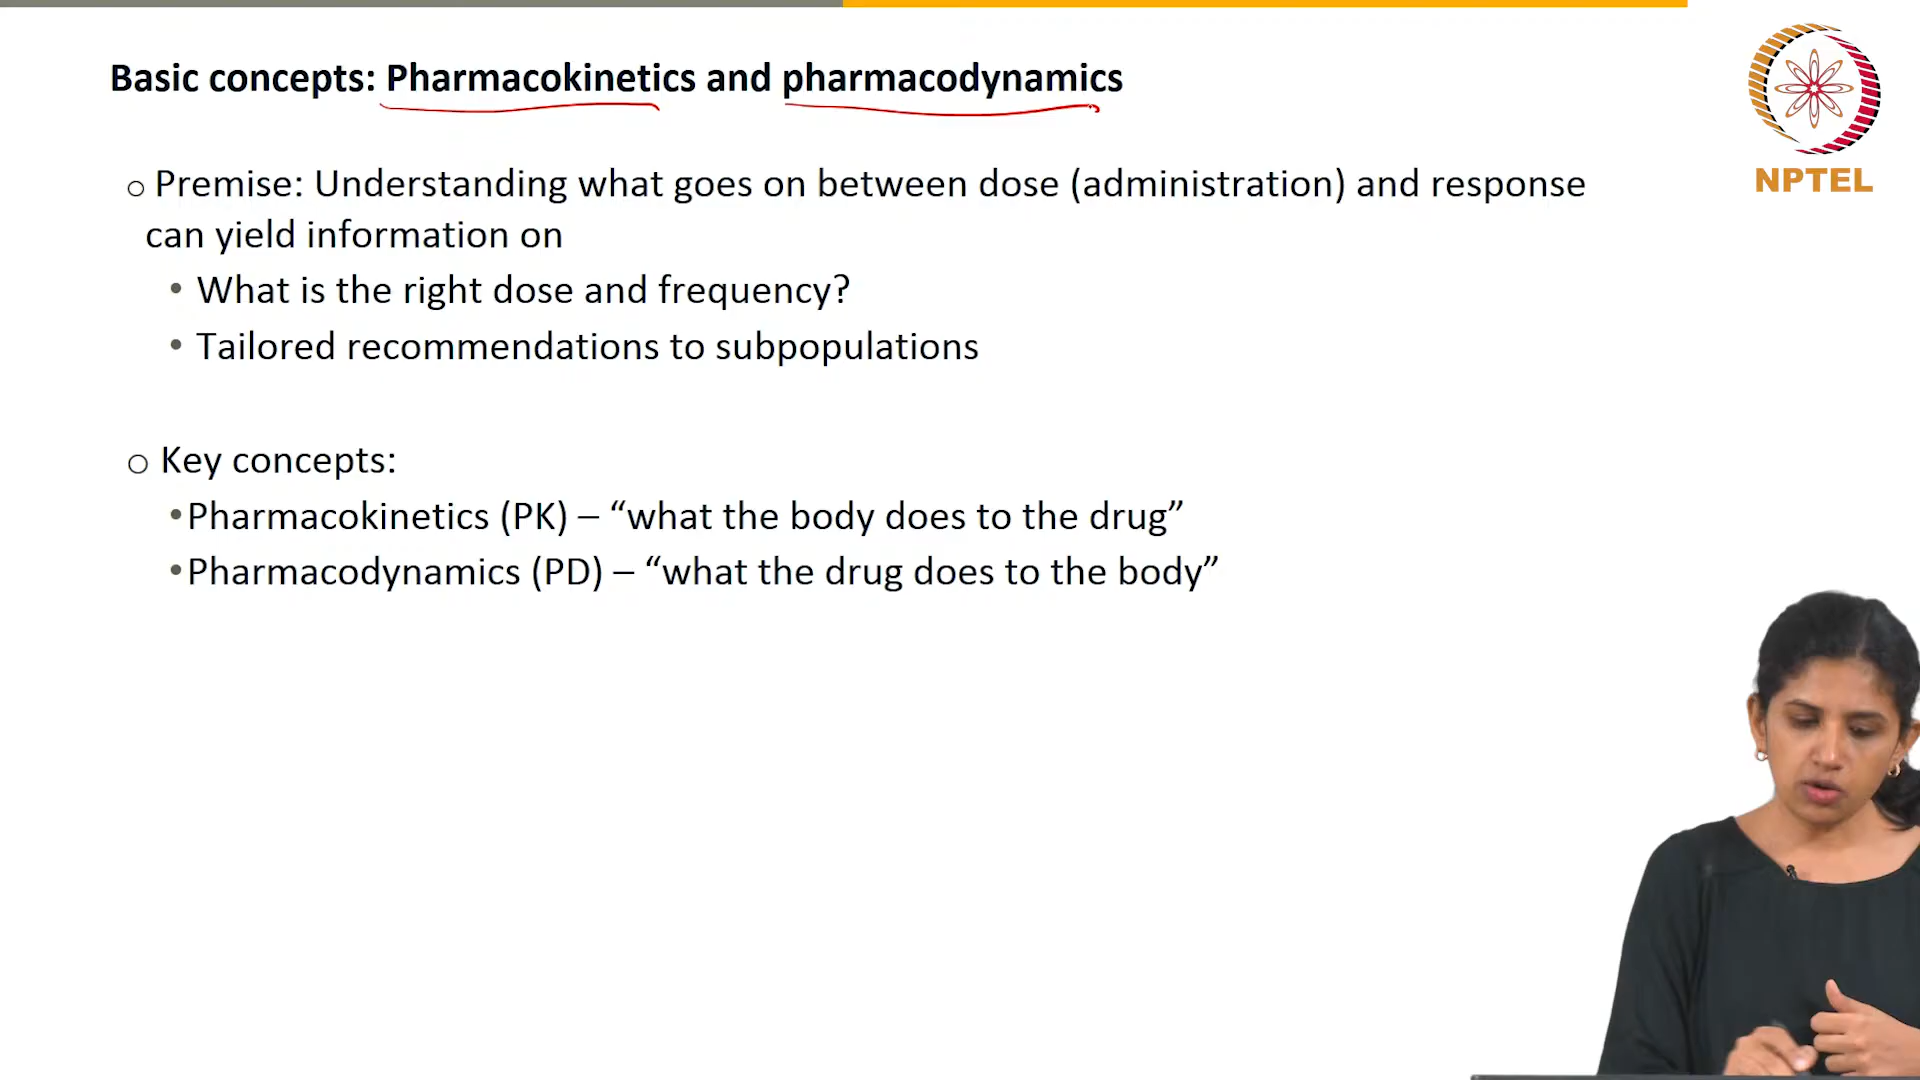 Basic concepts: Pharmacokinetics and pharmacodynamics
NPTEL
o Premise: Understanding what goes on between dose (administration) and response
can yield information on
• What is the right dose and frequency?
• Tailored recommendations to subpopulations
o Key concepts:
•Pharmacokinetics (PK) – “what the body does to the drug”
•Pharmacodynamics (PD) – “what the drug does to the body”